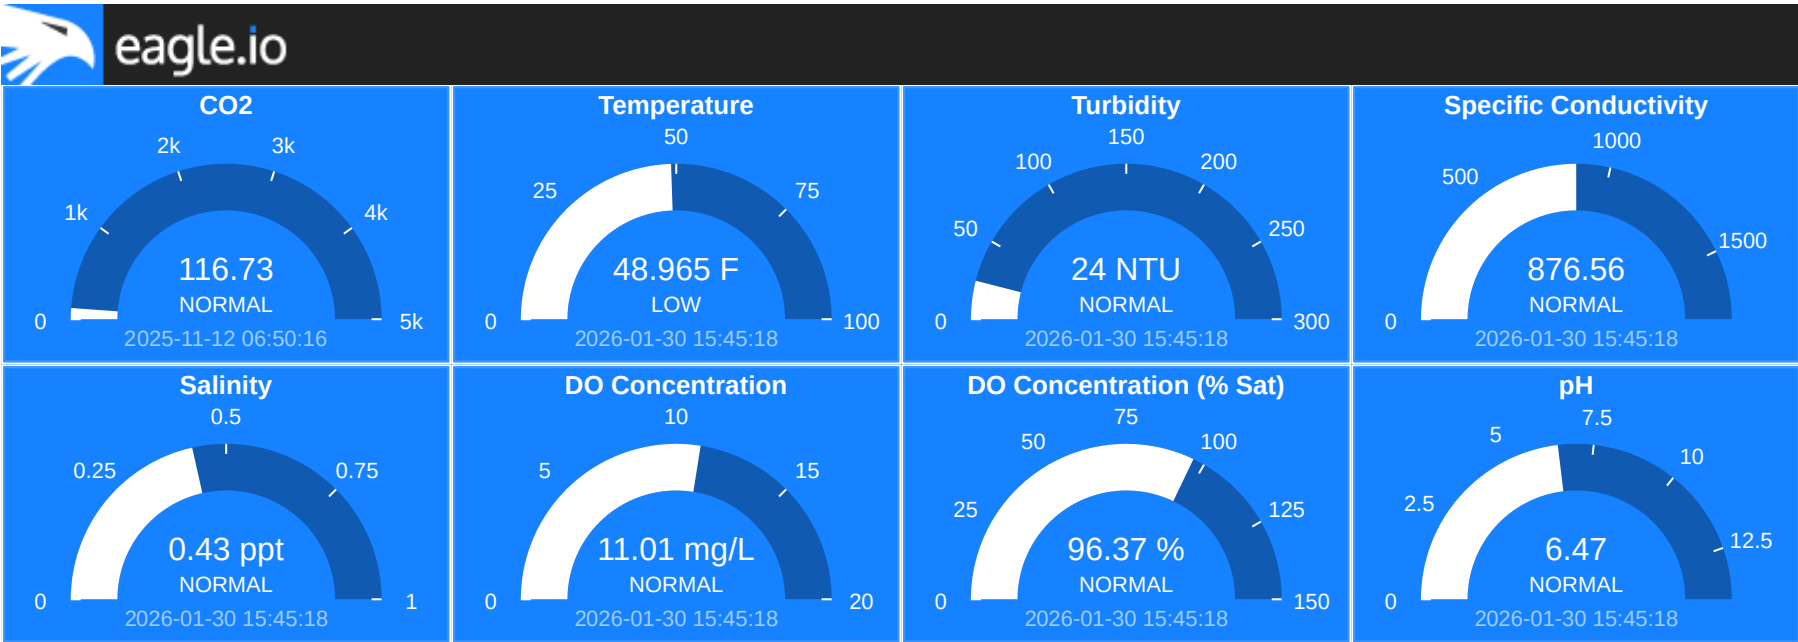 eagle.io
CO2
0
1k
2k
3k
4k
5k
116.73
NORMAL
2025-11-12 06:50:16
Temperature
0
25
50
75
100
48.965 F
LOW
2026-01-30 15:45:18
Turbidity
0
50
100
150
200
250
300
24 NTU
NORMAL
2026-01-30 15:45:18
Specific Conductivity
0
500
1000
1500
876.56
NORMAL
2026-01-30 15:45:18
Salinity
0
0.25
0.5
0.75
1
0.43 ppt
NORMAL
2026-01-30 15:45:18
DO Concentration
0
5
10
15
20
11.01 mg/L
NORMAL
2026-01-30 15:45:18
DO Concentration (% Sat)
0
25
50
75
100
125
150
96.37 %
NORMAL
2026-01-30 15:45:18
pH
0
2.5
5
7.5
10
12.5
6.47
NORMAL
2026-01-30 15:45:18